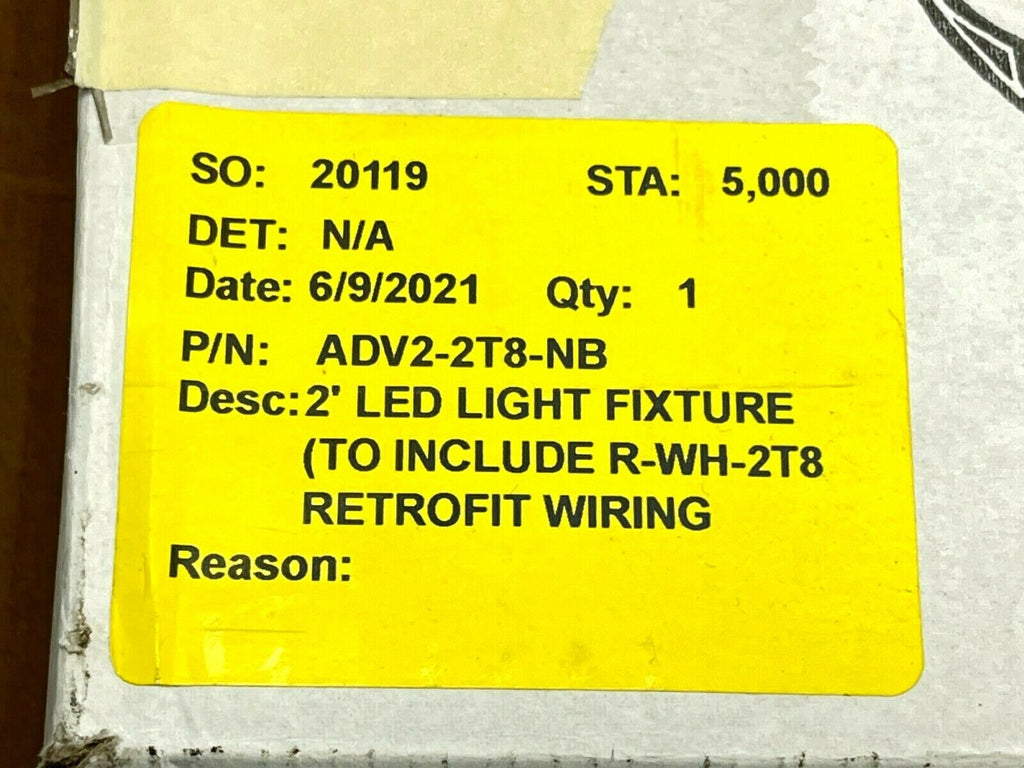 SO: 20119 STA: 5,000
DET: N/A
Date: 6/9/2021 Qty: 1
P/N: ADV2-2T8-NB
Desc: 2' LED LIGHT FIXTURE
(TO INCLUDE R-WH-2T8
RETROFIT WIRING
Reason: